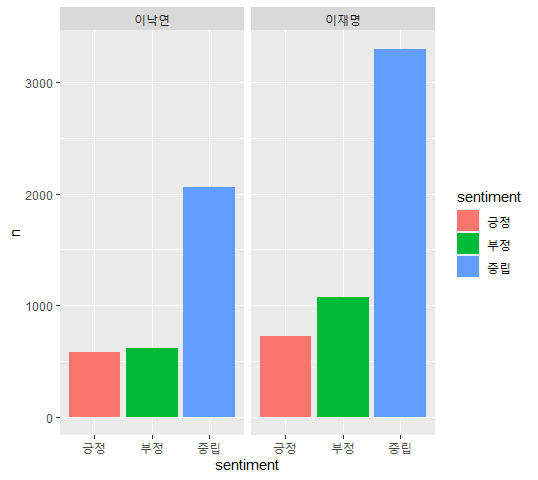 이낙연 이재명
3000
2000
1000
0
n
긍정 부정 중립 긍정 부정 중립
sentiment
sentiment
긍정
부정
중립